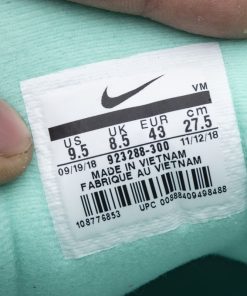 VM
US UK EUR cm
9.5 8.5 43 27.5
09/19/18 11/12/18
923288-300
MADE IN VIETNAM
FABRIQUE AU VIETNAM
108776853 UPC 00988409498488